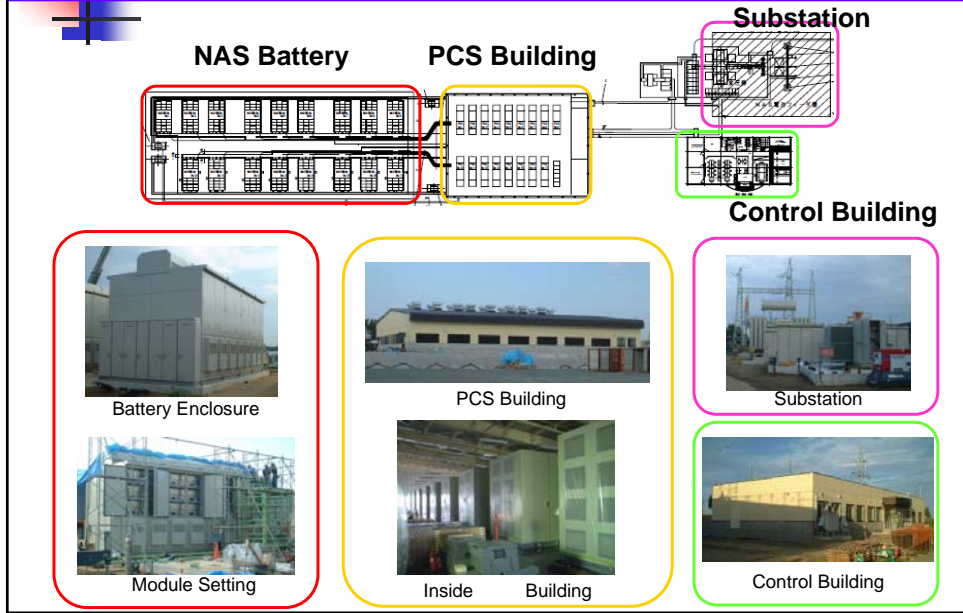 Substation
NAS Battery
PCS Building
Control Building
Battery Enclosure
PCS Building
Substation
Module Setting
Inside Building
Control Building